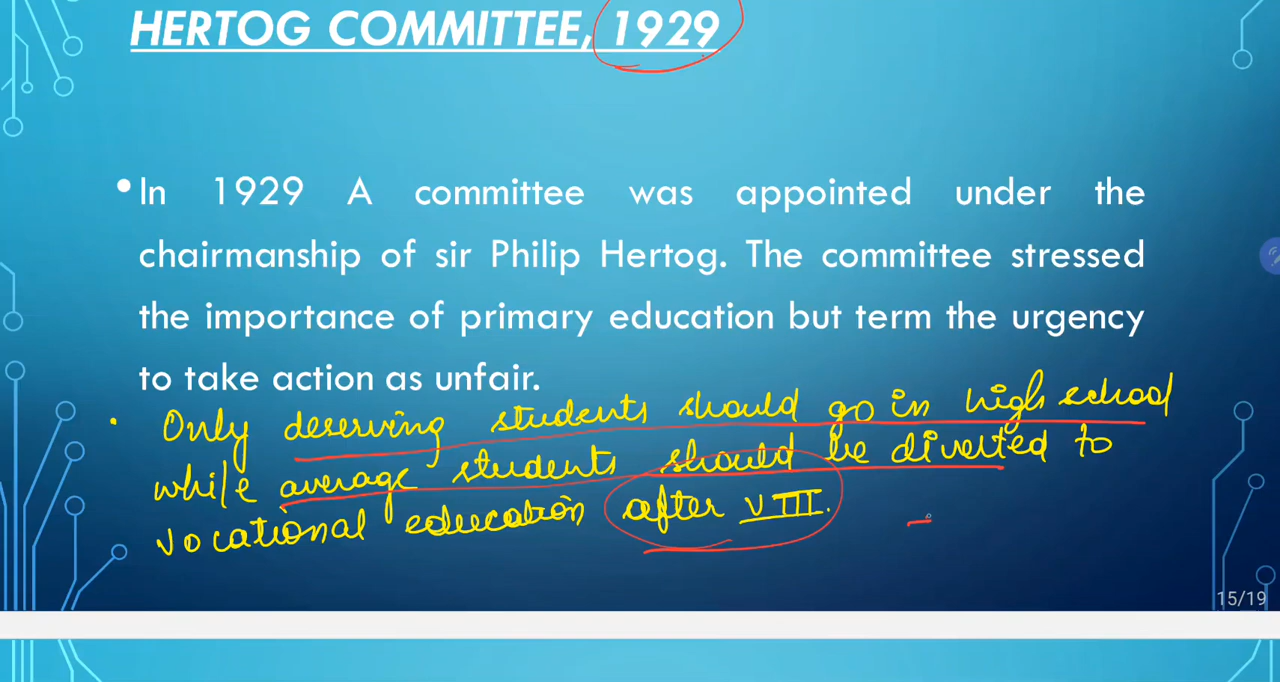 HERTOG COMMITTEE, 1929
• In 1929 A committee was appointed under the
chairmanship of sir Philip Hertog. The committee stressed
the importance of primary education but term the urgency
to take action as unfair.
• Only deserving students should go in high school
while average students should be diverted to
vocational education after VIII.
15/19